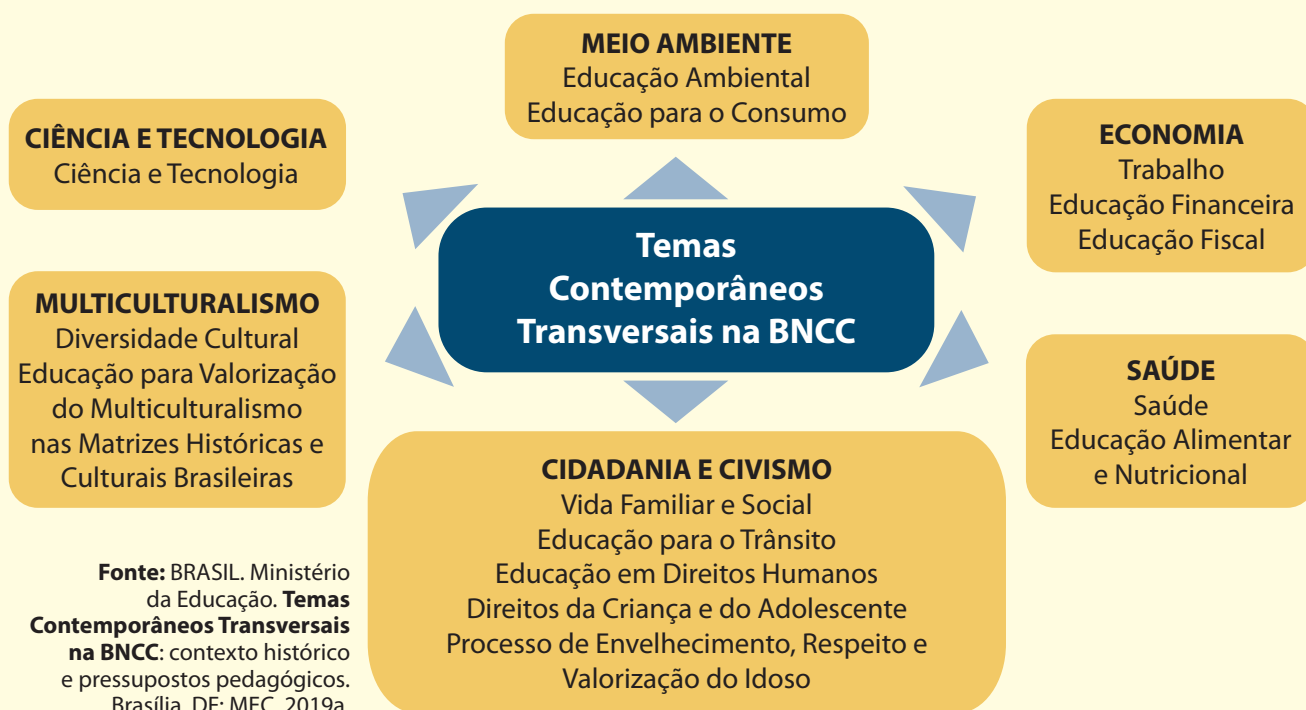 MEIO AMBIENTE
Educação Ambiental
Educação para o Consumo
CIÊNCIA E TECNOLOGIA
Ciência e Tecnologia
ECONOMIA
Trabalho
Educação Financeira
Educação Fiscal
Temas
Contemporâneos
Transversais na BNCC
MULTICULTURALISMO
Diversidade Cultural
Educação para Valorização
do Multiculturalismo
nas Matrizes Históricas e
Culturais Brasileiras
SAÚDE
Saúde
Educação Alimentar
e Nutricional
CIDADANIA E CIVISMO
Vida Familiar e Social
Educação para o Trânsito
Educação em Direitos Humanos
Direitos da Criança e do Adolescente
Processo de Envelhecimento, Respeito e
Valorização do Idoso
Fonte: BRASIL. Ministério
da Educação. Temas
Contemporâneos Transversais
na BNCC: contexto histórico
e pressupostos pedagógicos.
Brasília, DF: MEC, 2019a.